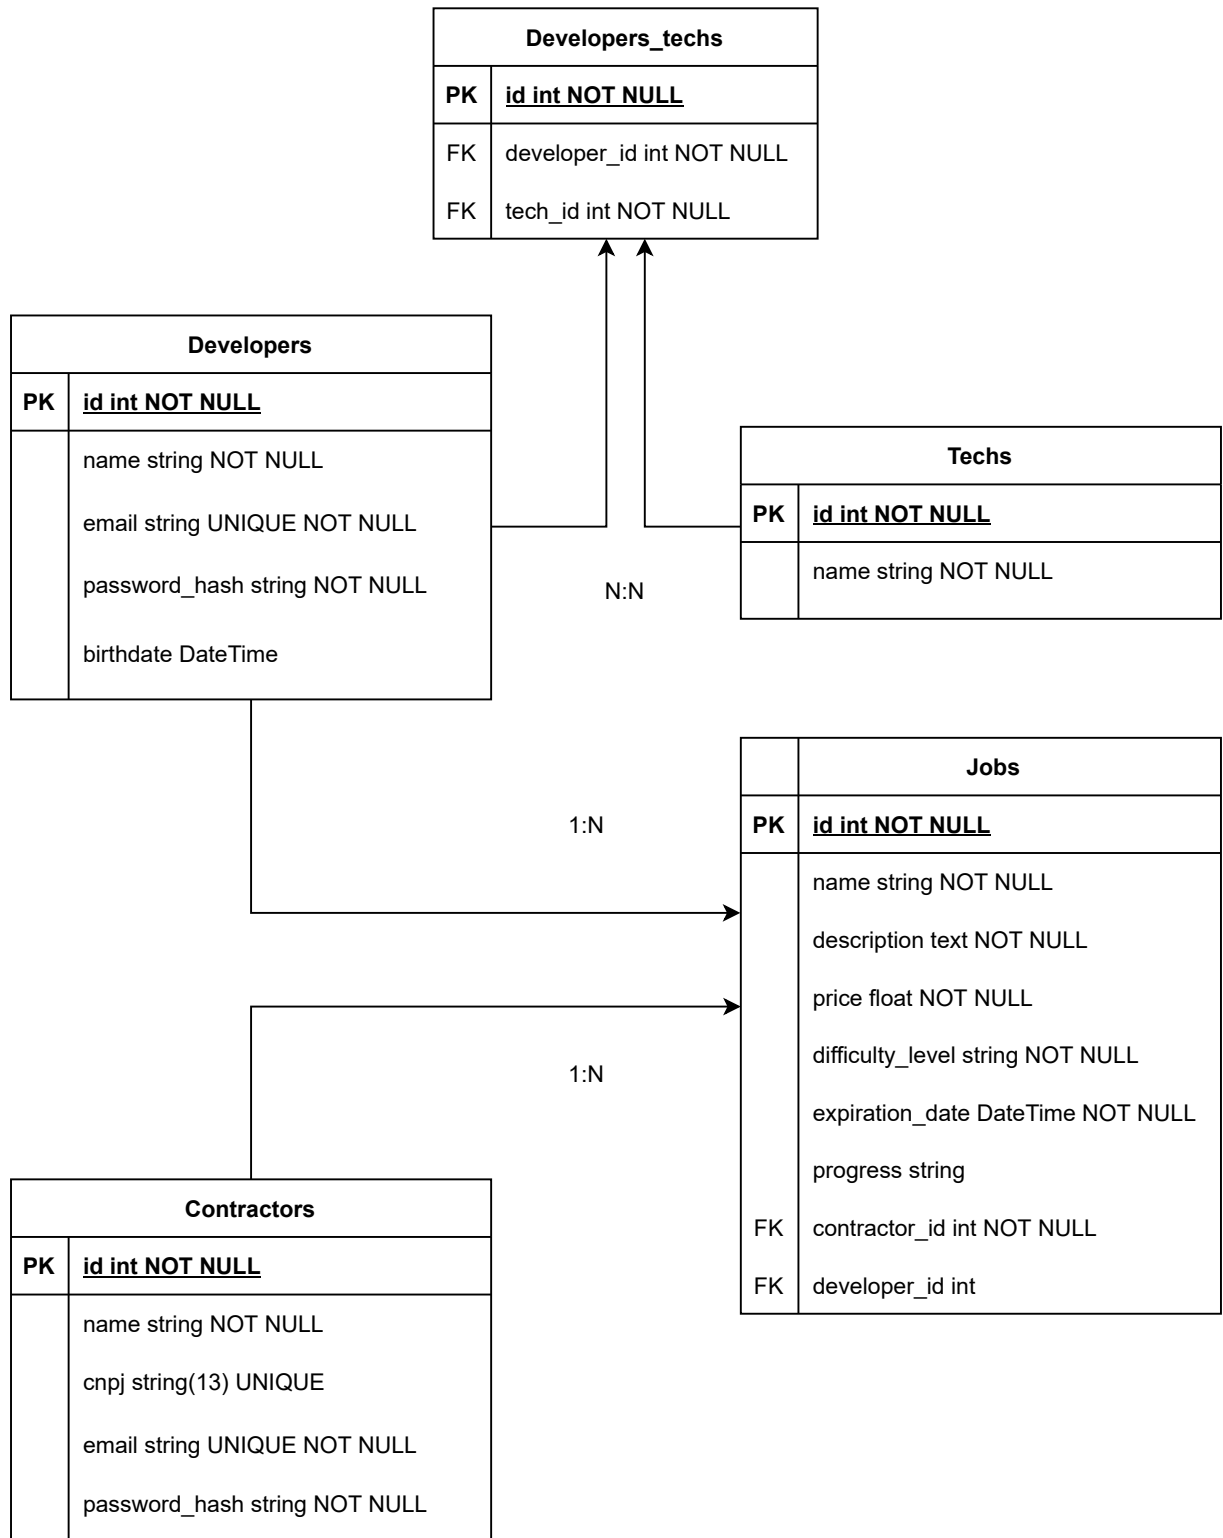 Developers_techs
PK id int NOT NULL
FK developer_id int NOT NULL
FK tech_id int NOT NULL
Developers
PK id int NOT NULL
name string NOT NULL
email string UNIQUE NOT NULL
password_hash string NOT NULL
birthdate DateTime
Techs
PK id int NOT NULL
name string NOT NULL
N:N
Jobs
PK id int NOT NULL
name string NOT NULL
description text NOT NULL
price float NOT NULL
difficulty_level string NOT NULL
expiration_date DateTime NOT NULL
progress string
FK contractor_id int NOT NULL
FK developer_id int
1:N
1:N
Contractors
PK id int NOT NULL
name string NOT NULL
cnpj string(13) UNIQUE
email string UNIQUE NOT NULL
password_hash string NOT NULL